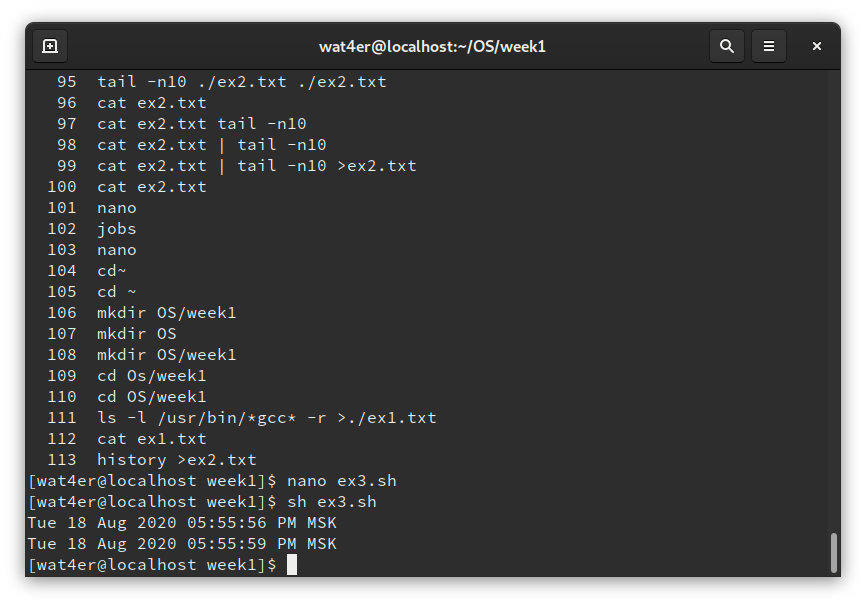 wat4er@localhost:~/OS/week1
95 tail -n10 ./ex2.txt ./ex2.txt
96 cat ex2.txt
97 cat ex2.txt tail -n10
98 cat ex2.txt | tail -n10
99 cat ex2.txt | tail -n10 >ex2.txt
100 cat ex2.txt
101 nano
102 jobs
103 nano
104 cd~
105 cd ~
106 mkdir OS/week1
107 mkdir OS
108 mkdir OS/week1
109 cd Os/week1
110 cd OS/week1
111 ls -l /usr/bin/*gcc* -r >./ex1.txt
112 cat ex1.txt
113 history >ex2.txt
[wat4er@localhost week1]$ nano ex3.sh
[wat4er@localhost week1]$ sh ex3.sh
Tue 18 Aug 2020 05:55:56 PM MSK
Tue 18 Aug 2020 05:55:59 PM MSK
[wat4er@localhost week1]$